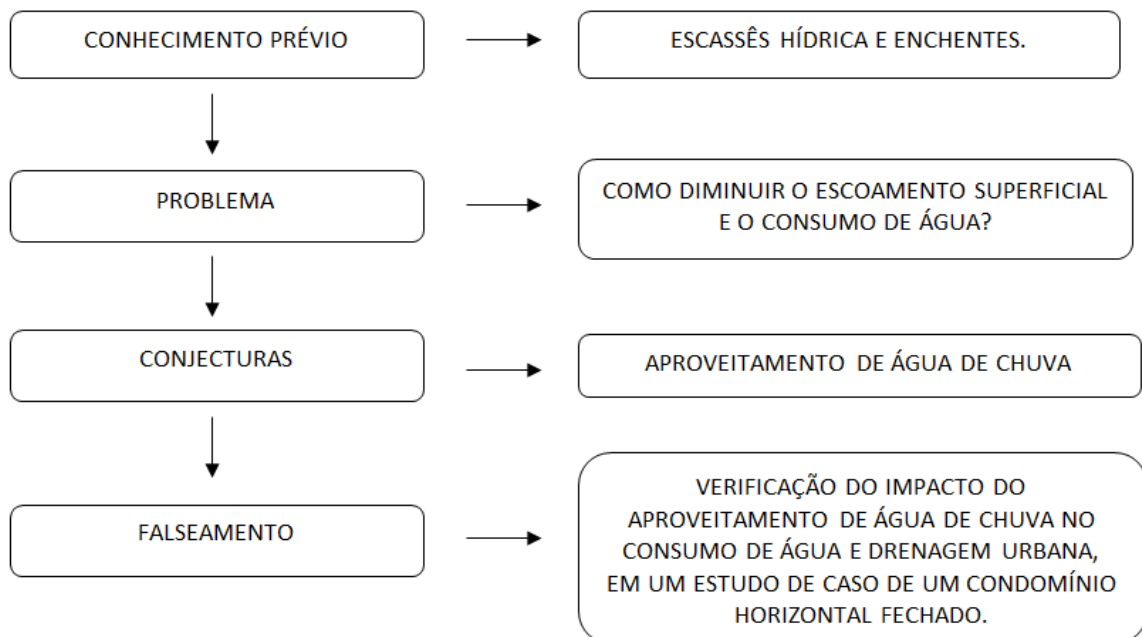 CONHECIMENTO PRÉVIO
ESCASSÊS HÍDRICA E ENCHENTES.
PROBLEMA
COMO DIMINUIR O ESCOAMENTO SUPERFICIAL
E O CONSUMO DE ÁGUA?
CONJECTURAS
APROVEITAMENTO DE ÁGUA DE CHUVA
FALSEAMENTO
VERIFICAÇÃO DO IMPACTO DO
APROVEITAMENTO DE ÁGUA DE CHUVA NO
CONSUMO DE ÁGUA E DRENAGEM URBANA,
EM UM ESTUDO DE CASO DE UM CONDOMÍNIO
HORIZONTAL FECHADO.